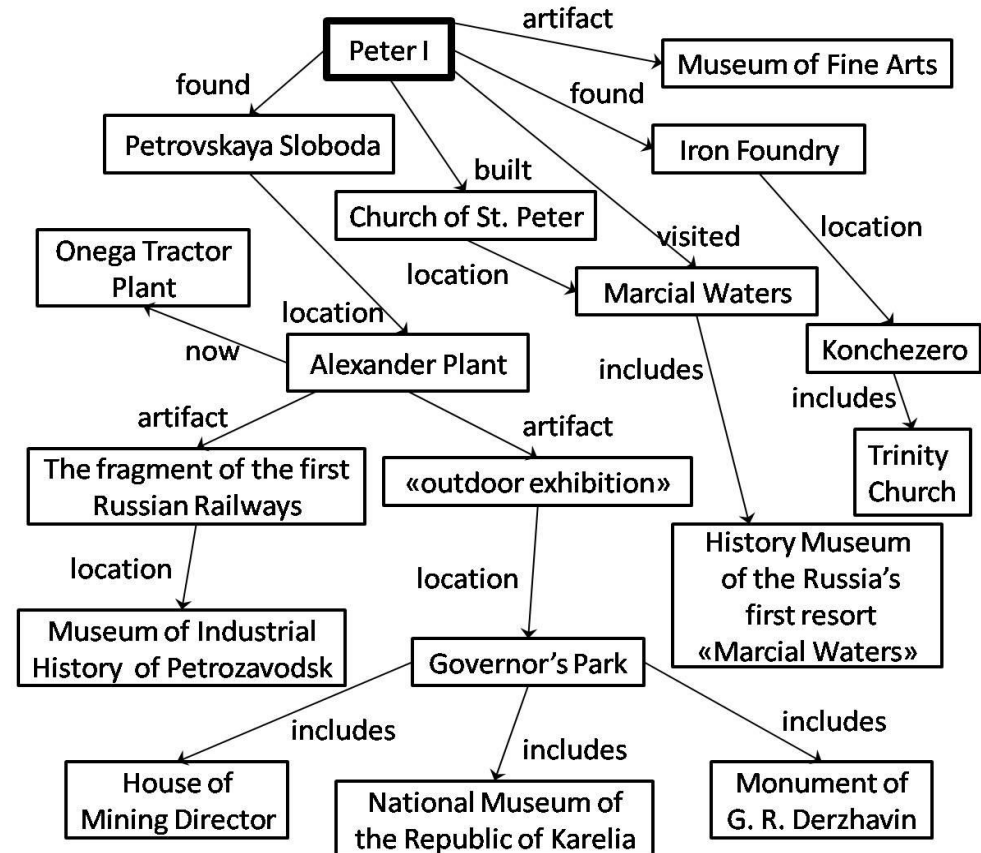 artifact
Peter I
Museum of Fine Arts
found
found
Petrovskaya Sloboda
Iron Foundry
built
Church of St. Peter
location
visited
Onega Tractor
Plant
location
Marcial Waters
location
now
Alexander Plant
Konchezero
includes
includes
artifact
artifact
The fragment of the first
Russian Railways
«outdoor exhibition»
Trinity
Church
location
location
History Museum
of the Russia's
first resort
«Marcial Waters»
Museum of Industrial
History of Petrozavodsk
Governor's Park
includes
includes
includes
House of
Mining Director
National Museum of
the Republic of Karelia
Monument of
G. R. Derzhavin